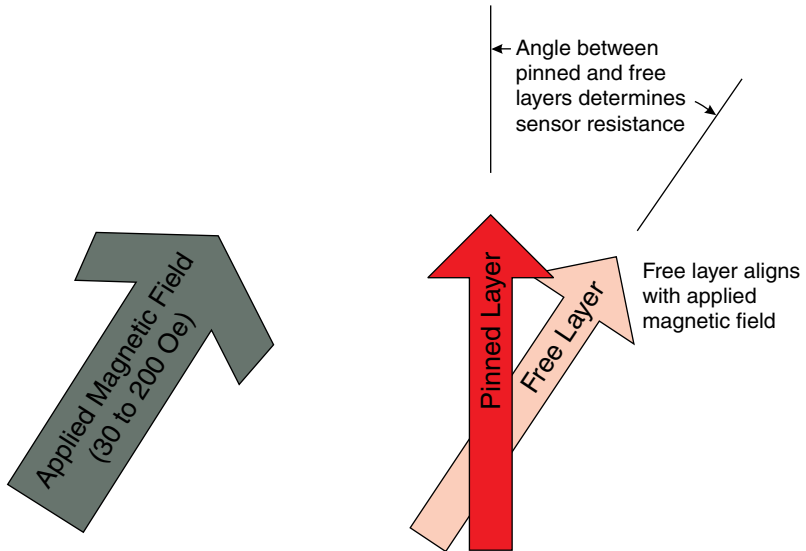 Angle between
pinned and free
layers determines
sensor resistance
Applied Magnetic Field
(30 to 200 Oe)
Pinned Layer
Free Layer
Free layer aligns
with applied
magnetic field